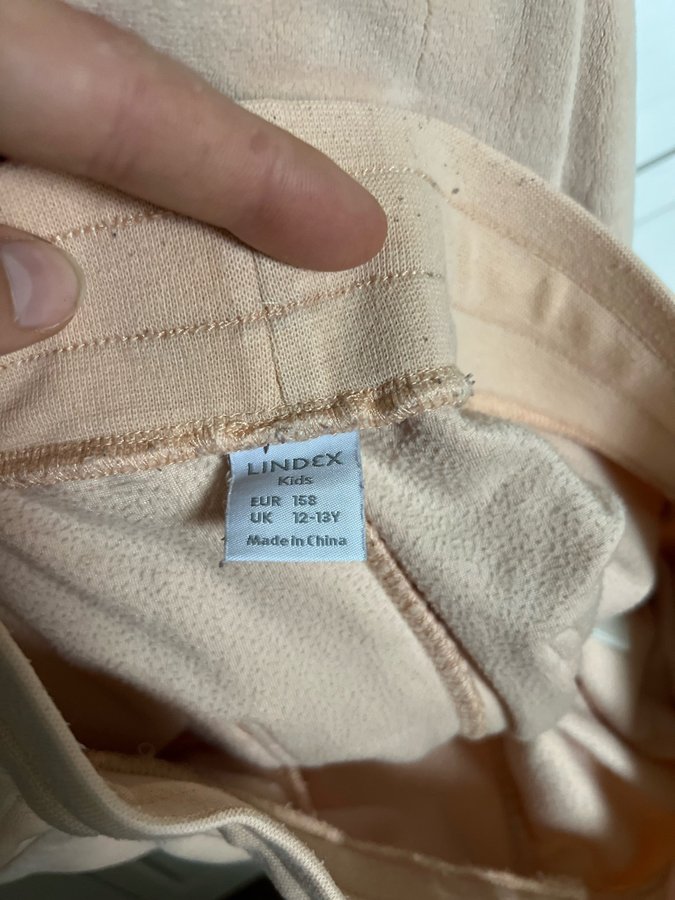 LINDEX
Kids
EUR 158
UK 12-13Y
Made in China